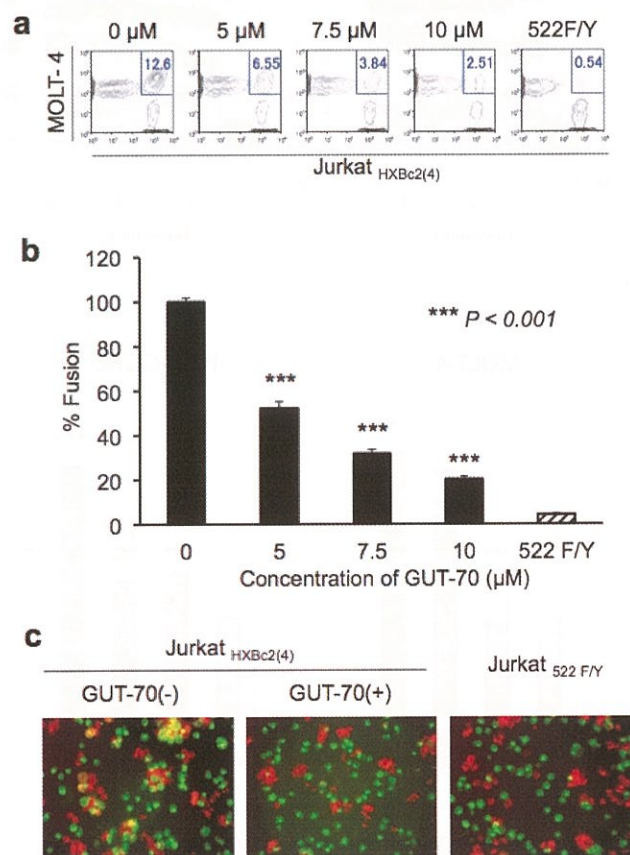 a
0 µM 5 µM 7.5 µM 10 µM 522F/Y
MOLT-4
12.6 6.55 3.84 2.51 0.54
Jurkat HXBc2(4)
b
% Fusion
120
100
80
60
40
20
0
*** P < 0.001
***
***
***
0 5 7.5 10 522 F/Y
Concentration of GUT-70 (µM)
c
Jurkat HXBc2(4)
Jurkat 522 F/Y
GUT-70(-) GUT-70(+)